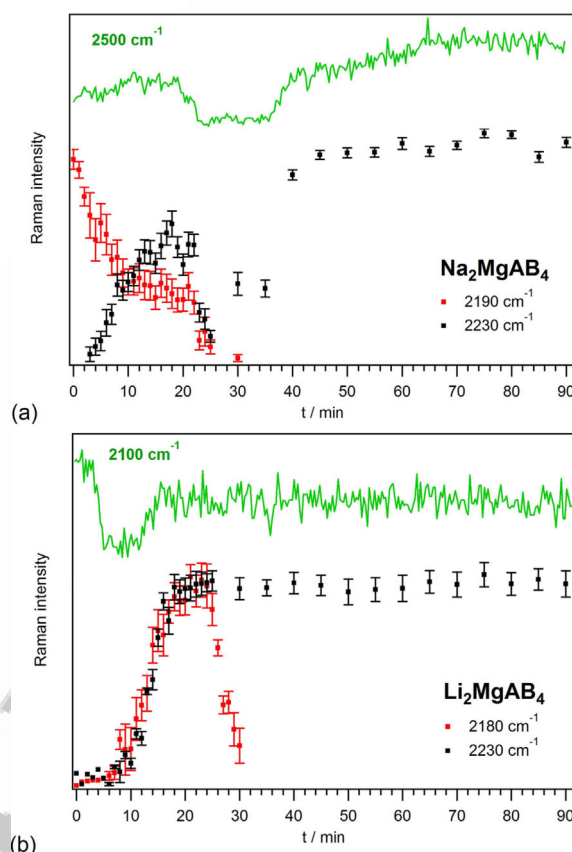 2500 cm⁻¹
Raman intensity
Na₂MgAB₄
2190 cm⁻¹
2230 cm⁻¹
0 10 20 30 40 50 60 70 80 90
t / min
(a)
2100 cm⁻¹
Raman intensity
Li₂MgAB₄
2180 cm⁻¹
2230 cm⁻¹
0 10 20 30 40 50 60 70 80 90
t / min
(b)